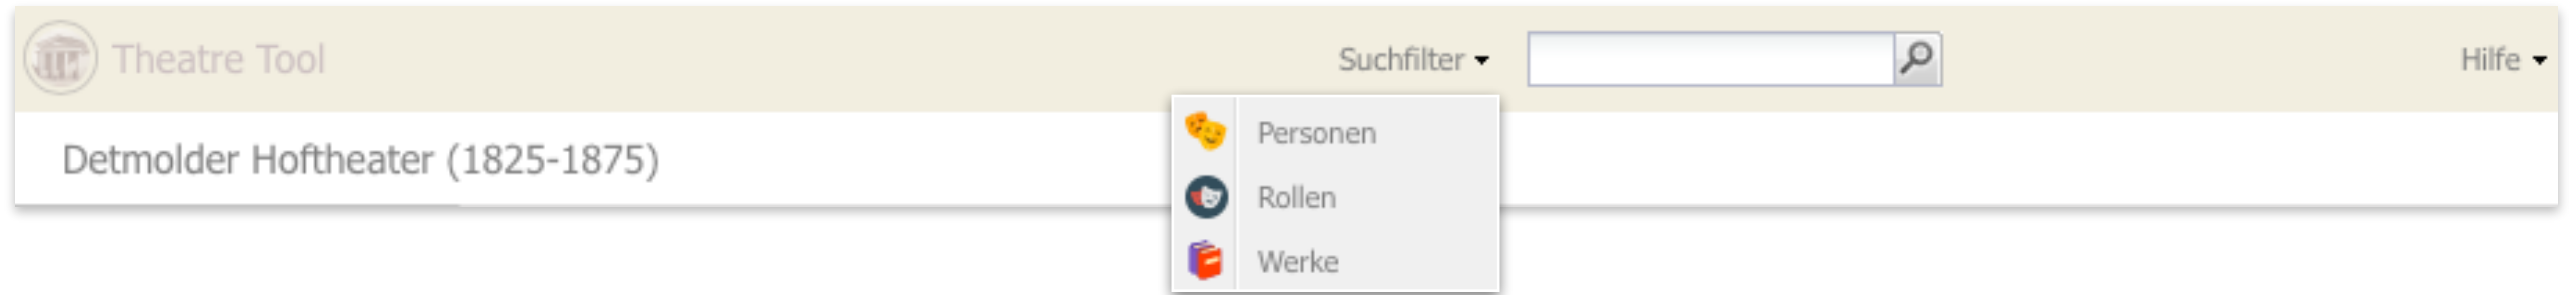 Theatre Tool
Suchfilter
Hilfe
Detmolder Hoftheater (1825-1875)
Personen
Rollen
Werke